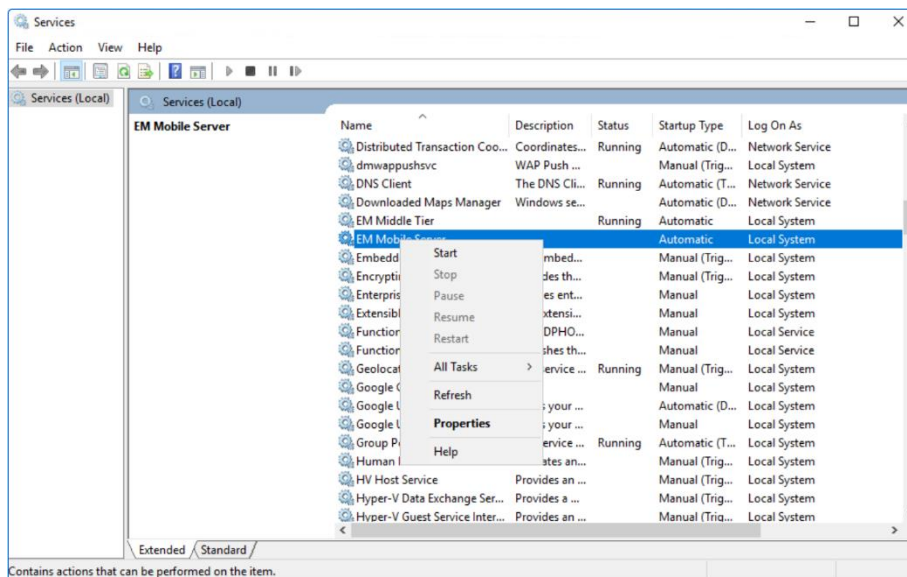 Services
File Action View Help
Services (Local)
Services (Local)
EM Mobile Server
Name Description Status Startup Type Log On As
Distributed Transaction Coo... Coordinates... Running Automatic (D... Network Service
dmwappushsvc WAP Push ... Manual (Trig... Local System
DNS Client The DNS Cli... Running Automatic (T... Network Service
Downloaded Maps Manager Windows se... Automatic (D... Network Service
EM Middle Tier Running Automatic Local System
EM Mobile Server Automatic Local System
Embedd mbed... Manual (Trig... Local System
Encrypti des th... Manual (Trig... Local System
Enterpris es ent... Manual Local System
Extensibl xtensi... Manual Local System
Function DPHO... Manual Local Service
Function shes th... Manual Local Service
Geolocat ervice ... Running Manual (Trig... Local System
Google Manual Local System
Google s your ... Automatic (D... Local System
Google s your ... Manual Local System
Group P ervice ... Running Automatic (T... Local System
Human ates an... Manual (Trig... Local System
HV Host Service Provides an ... Manual (Trig... Local System
Hyper-V Data Exchange Ser... Provides a ... Manual (Trig... Local System
Hyper-V Guest Service Inter... Provides an ... Manual (Trig... Local System
Start
Stop
Pause
Resume
Restart
All Tasks
Refresh
Properties
Help
Extended Standard
Contains actions that can be performed on the item.